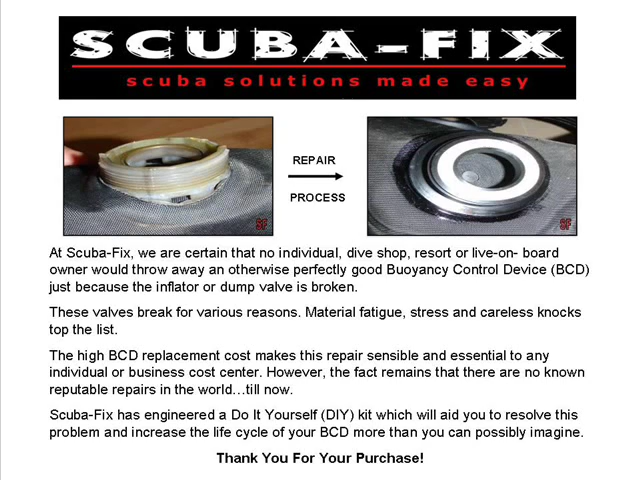 SCUBA-FIX
scuba solutions made easy
REPAIR
PROCESS
SF
SF
At Scuba-Fix, we are certain that no individual, dive shop, resort or live-on- board
owner would throw away an otherwise perfectly good Buoyancy Control Device (BCD)
just because the inflator or dump valve is broken.
These valves break for various reasons. Material fatigue, stress and careless knocks
top the list.
The high BCD replacement cost makes this repair sensible and essential to any
individual or business cost center. However, the fact remains that there are no known
reputable repairs in the world…till now.
Scuba-Fix has engineered a Do It Yourself (DIY) kit which will aid you to resolve this
problem and increase the life cycle of your BCD more than you can possibly imagine.
Thank You For Your Purchase!